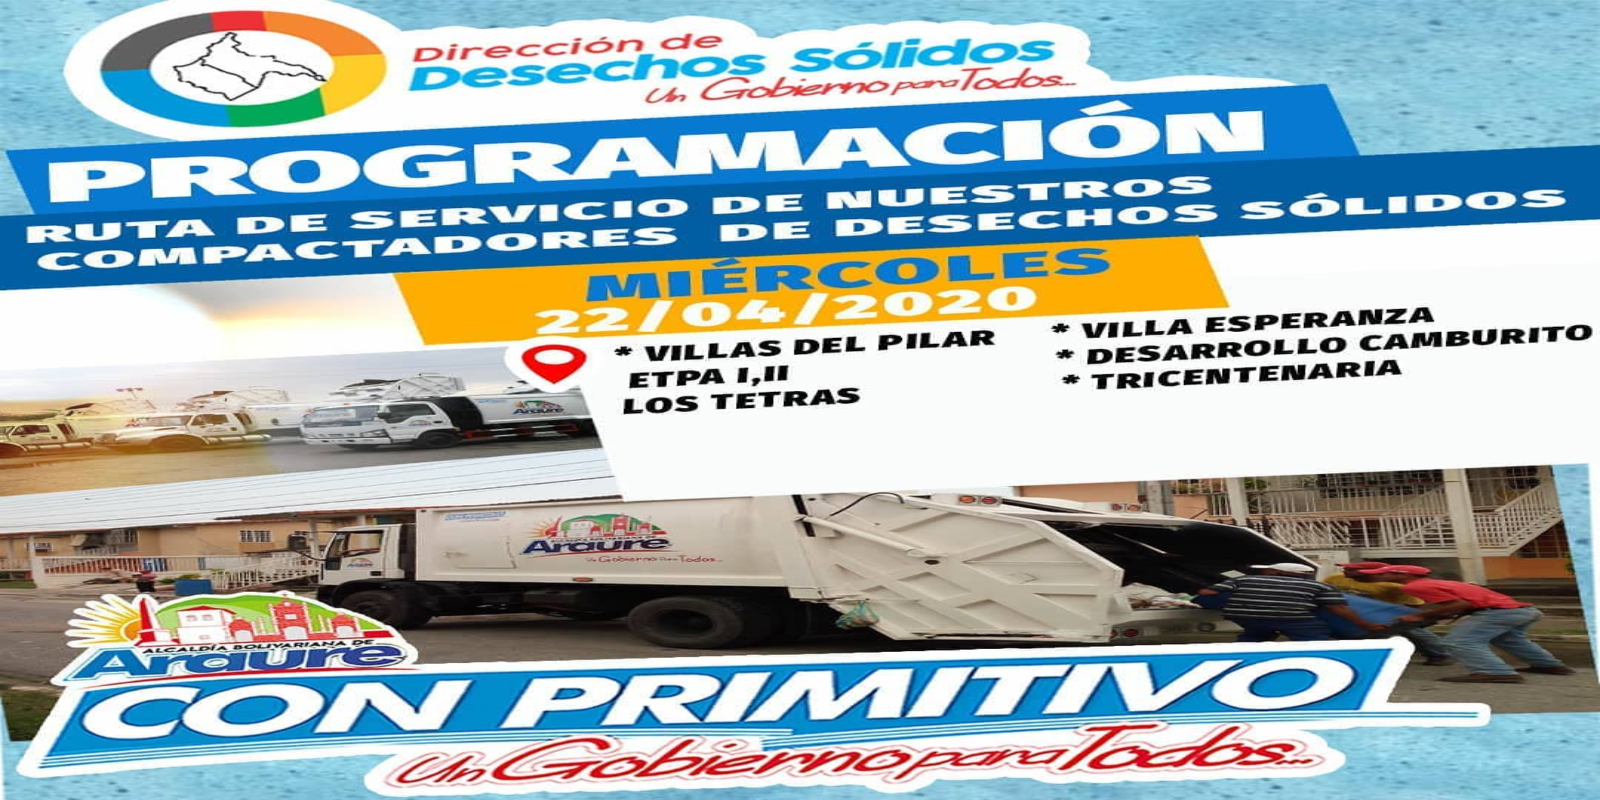 Dirección de
Desechos Sólidos
Un Gobierno para Todos...
PROGRAMACIÓN
RUTA DE SERVICIO DE NUESTROS
COMPACTADORES DE DESECHOS SÓLIDOS
MIÉRCOLES
22/04/2020
* VILLAS DEL PILAR
ETPA I,II
LOS TETRAS
* VILLA ESPERANZA
* DESARROLLO CAMBURITO
* TRICENTENARIA
Araure
Araure
Un Gobierno Para Todos...
ALCALDÍA BOLIVARIANA DE
Araure
CON PRIMITIVO
Un Gobierno para Todos...